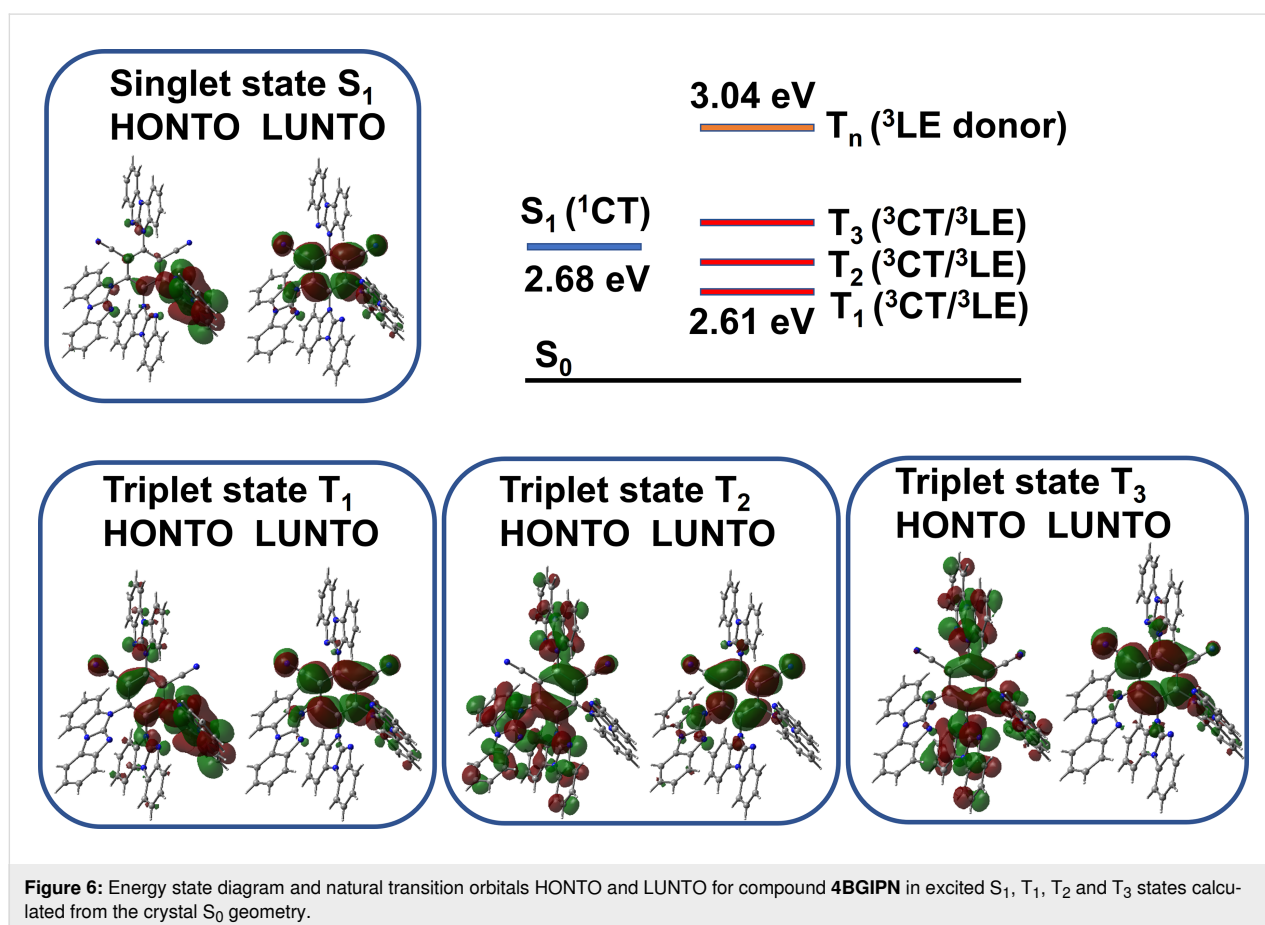 Singlet state S₁
HONTO LUNTO
3.04 eV
Tₙ (³LE donor)
S₁ (¹CT)
2.68 eV
T₃ (³CT/³LE)
T₂ (³CT/³LE)
T₁ (³CT/³LE)
2.61 eV
S₀
Triplet state T₁
HONTO LUNTO
Triplet state T₂
HONTO LUNTO
Triplet state T₃
HONTO LUNTO
Figure 6: Energy state diagram and natural transition orbitals HONTO and LUNTO for compound 4BGIPN in excited S₁, T₁, T₂ and T₃ states calcu-
lated from the crystal S₀ geometry.